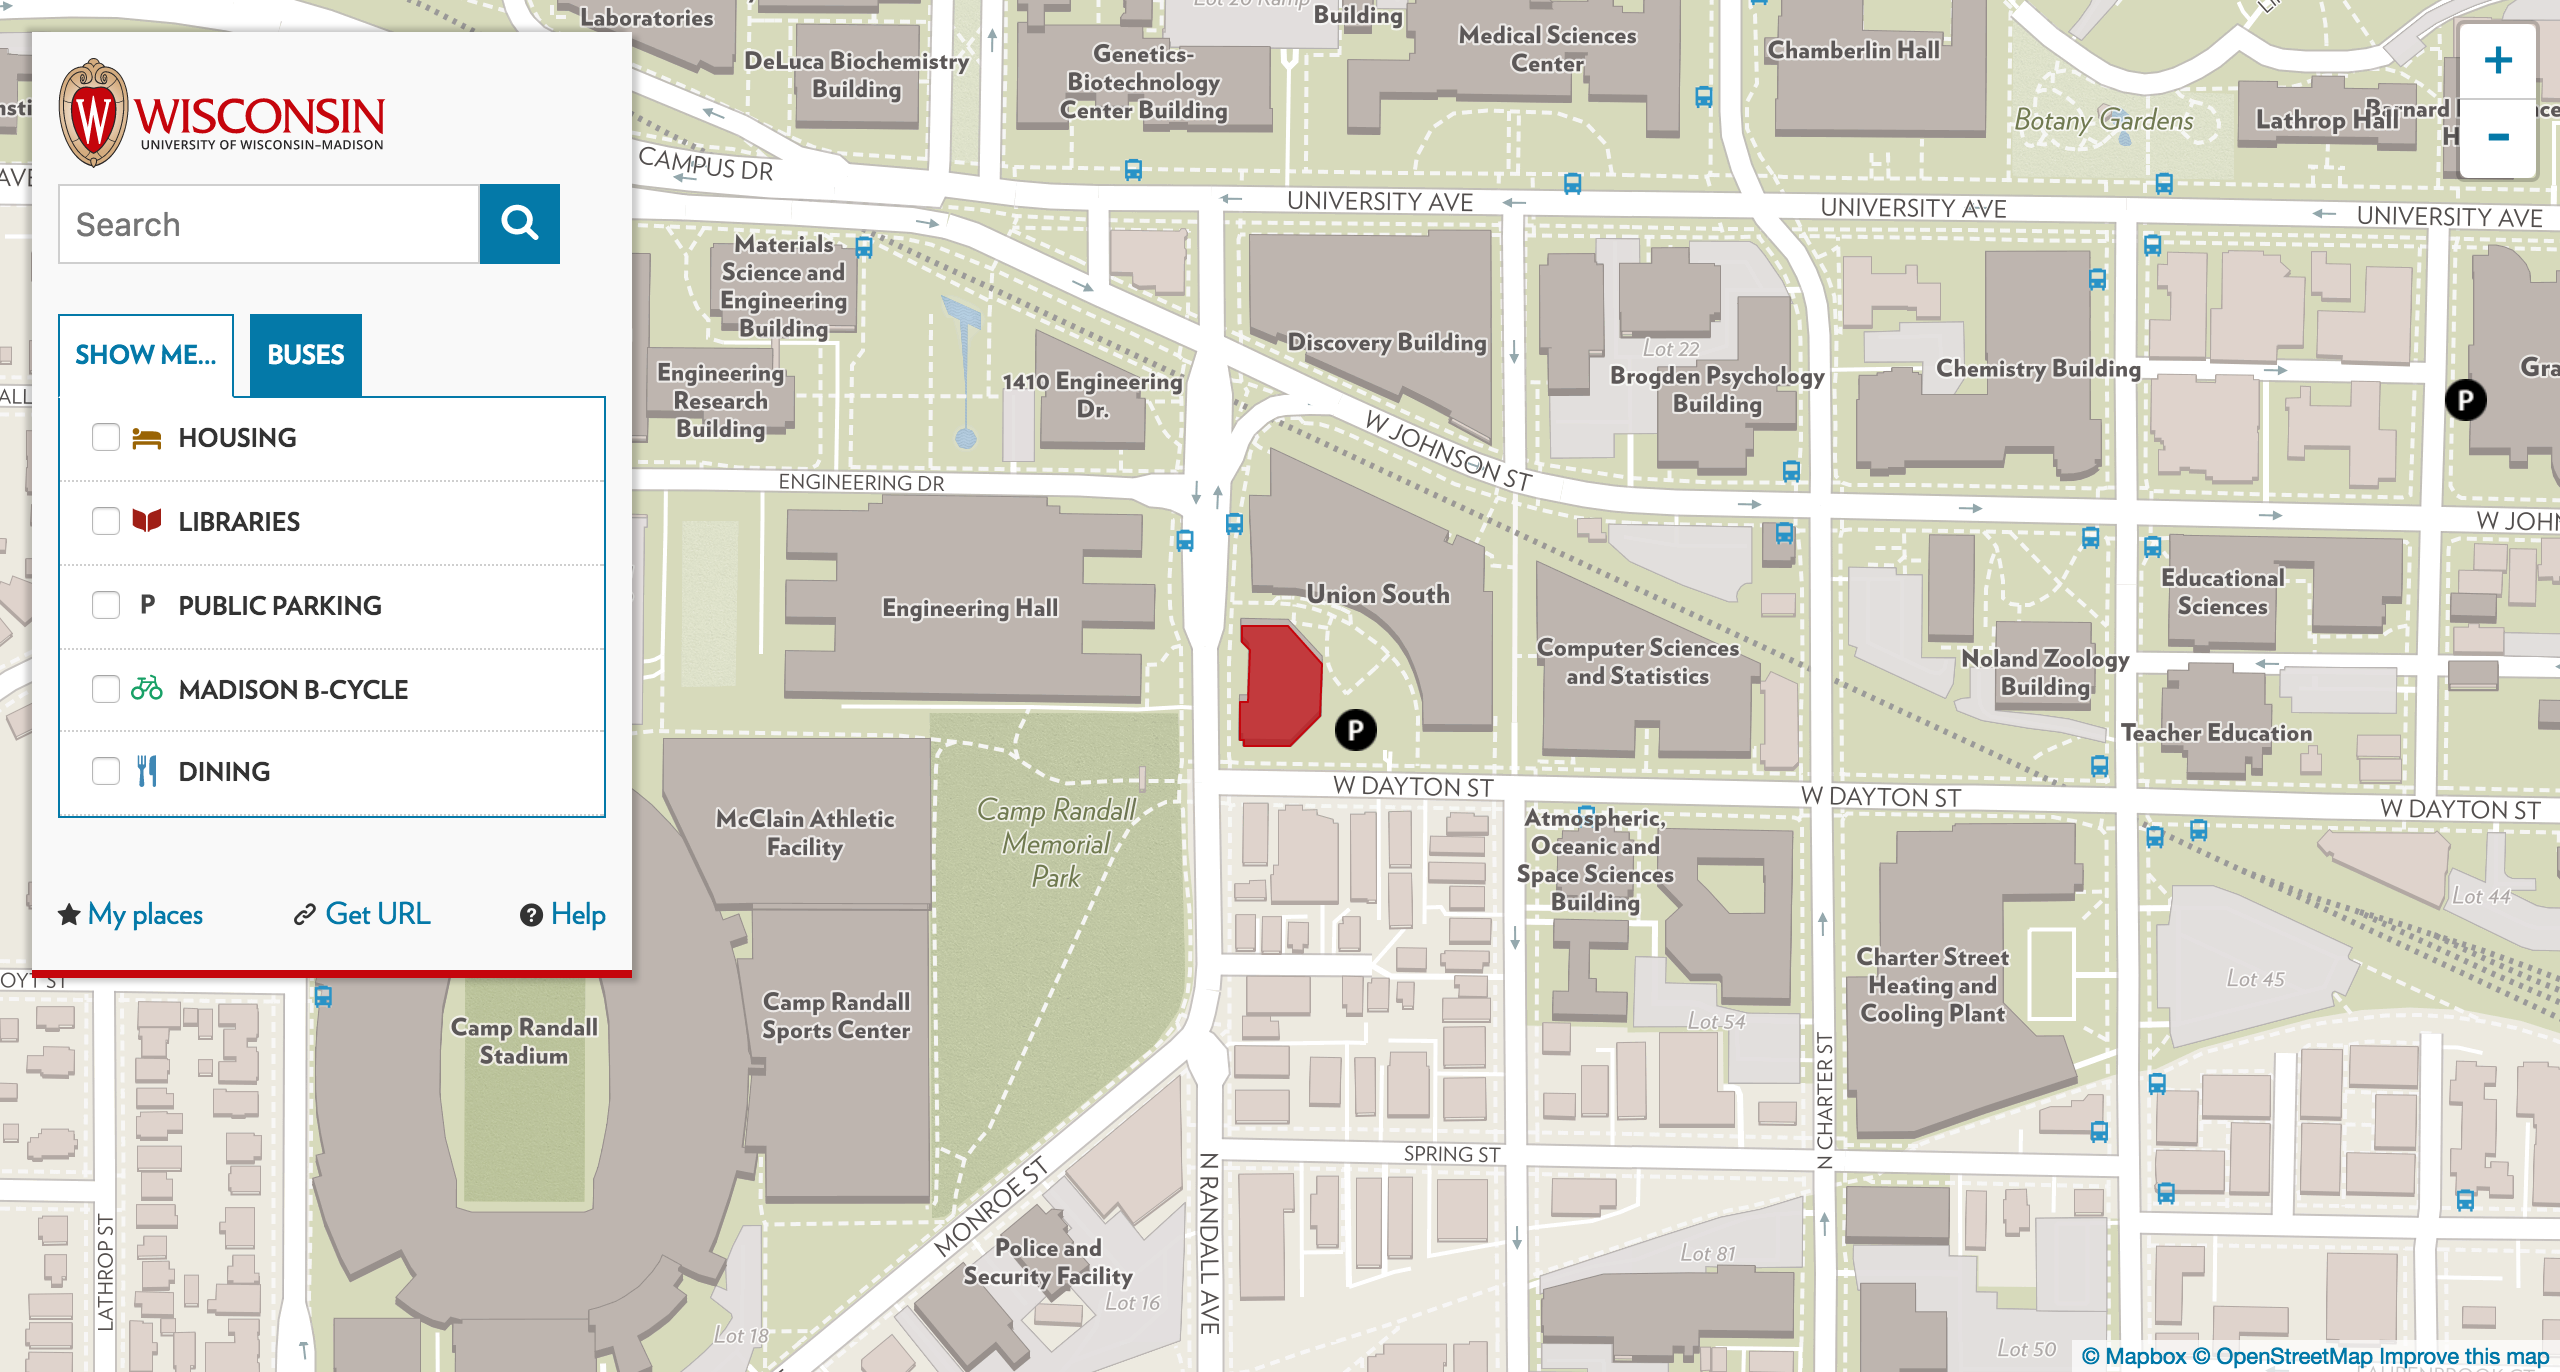 WISCONSIN
UNIVERSITY OF WISCONSIN–MADISON
Search
SHOW ME...
BUSES
HOUSING
LIBRARIES
P PUBLIC PARKING
MADISON B-CYCLE
DINING
My places
Get URL
? Help
Laboratories
DeLuca Biochemistry
Building
Genetics-
Biotechnology
Center Building
Lot 20 Ramp
Building
Medical Sciences
Center
Chamberlin Hall
Botany Gardens
Lathrop Hall
Barnard
+
-
CAMPUS DR
UNIVERSITY AVE
UNIVERSITY AVE
UNIVERSITY AVE
Materials
Science and
Engineering
Building
Engineering
Research
Building
1410 Engineering
Dr.
Discovery Building
Lot 22
Brogden Psychology
Building
Chemistry Building
Gra
P
W JOHNSON ST
ENGINEERING DR
W JOHN
Engineering Hall
Union South
Computer Sciences
and Statistics
Educational
Sciences
Noland Zoology
Building
Teacher Education
P
W DAYTON ST
W DAYTON ST
W DAYTON ST
McClain Athletic
Facility
Camp Randall
Memorial
Park
Atmospheric,
Oceanic and
Space Sciences
Building
Lot 44
Lot 45
Charter Street
Heating and
Cooling Plant
Lot 54
OYT ST
Camp Randall
Stadium
Camp Randall
Sports Center
N CHARTER ST
SPRING ST
MONROE ST
N RANDALL AVE
LATHROP ST
Police and
Security Facility
Lot 16
Lot 18
Lot 81
Lot 50
© Mapbox © OpenStreetMap Improve this map